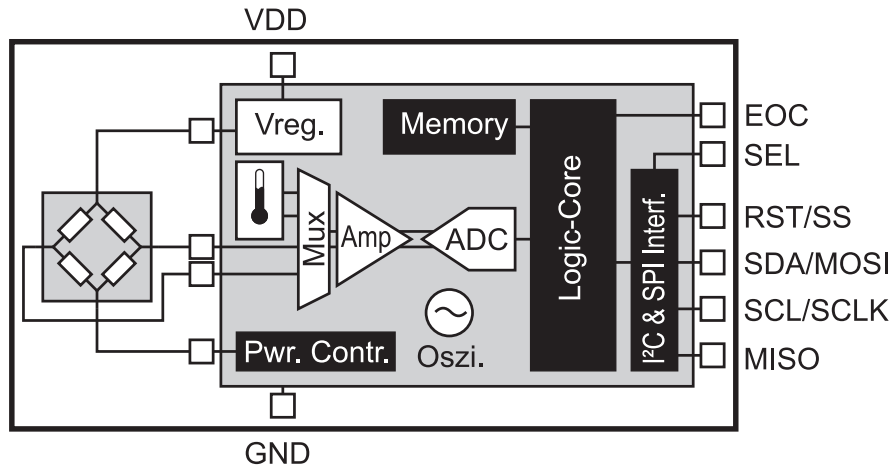 VDD
Vreg.
Memory
EOC
SEL
Mux
Amp
ADC
Logic-Core
I²C & SPI Interf.
RST/SS
SDA/MOSI
SCL/SCLK
MISO
Pwr. Contr.
Oszi.
GND